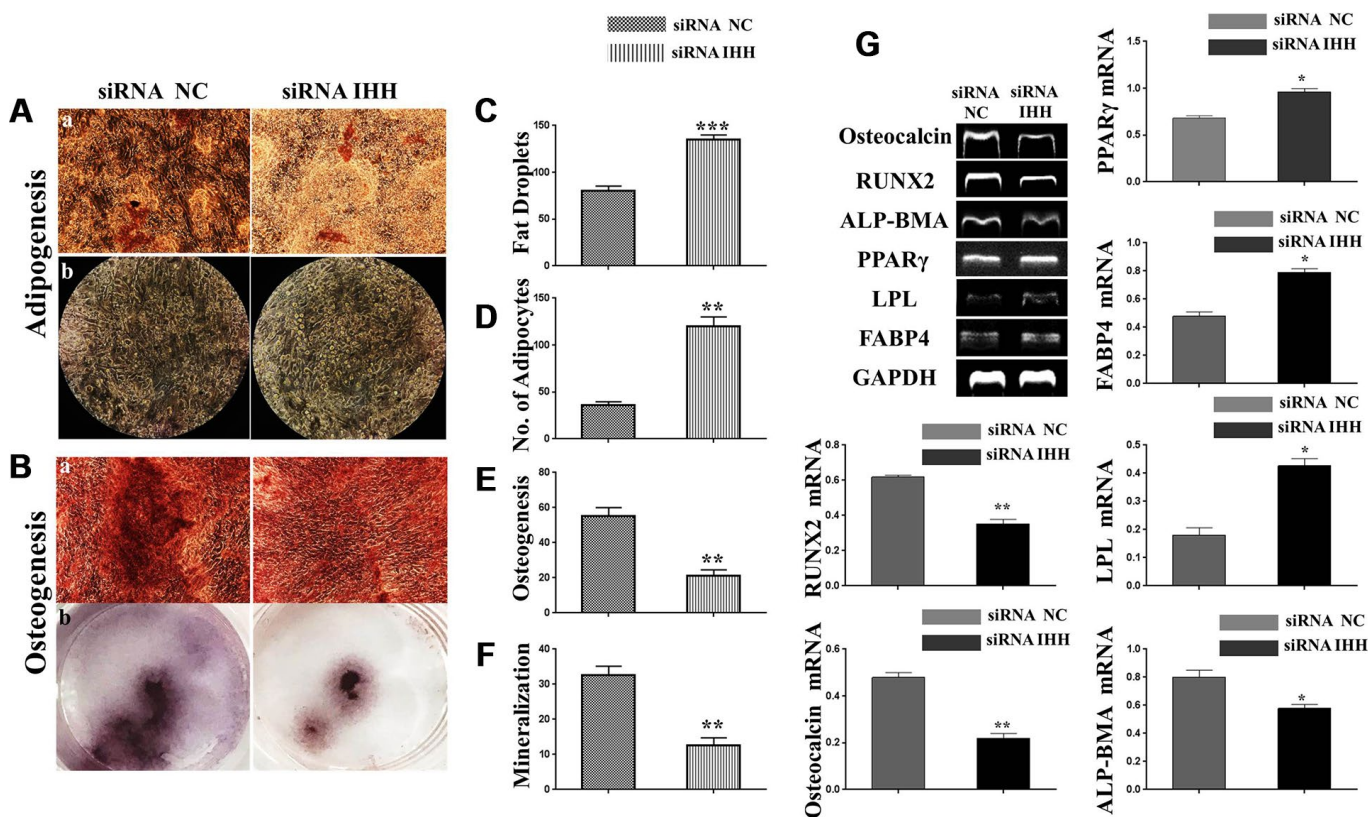 siRNA NC
siRNA IHH
A
siRNA NC
siRNA IHH
Adipogenesis
a
b
B
Osteogenesis
a
b
C
Fat Droplets
150
100
50
0
***
D
No. of Adipocytes
150
100
50
0
**
E
Osteogenesis
80
60
40
20
0
**
F
Mineralization
40
30
20
10
0
**
G
siRNA NC
siRNA IHH
Osteocalcin
RUNX2
ALP-BMA
PPARγ
LPL
FABP4
GAPDH
siRNA NC
siRNA IHH
PPARγ mRNA
1.5
1.0
0.5
0.0
*
siRNA NC
siRNA IHH
FABP4 mRNA
1.0
0.8
0.6
0.4
0.2
0.0
*
siRNA NC
siRNA IHH
RUNX2 mRNA
0.8
0.6
0.4
0.2
0.0
**
siRNA NC
siRNA IHH
LPL mRNA
0.5
0.4
0.3
0.2
0.1
0.0
*
siRNA NC
siRNA IHH
Osteocalcin mRNA
0.6
0.4
0.2
0.0
**
siRNA NC
siRNA IHH
ALP-BMA mRNA
1.0
0.8
0.6
0.4
0.2
0.0
*